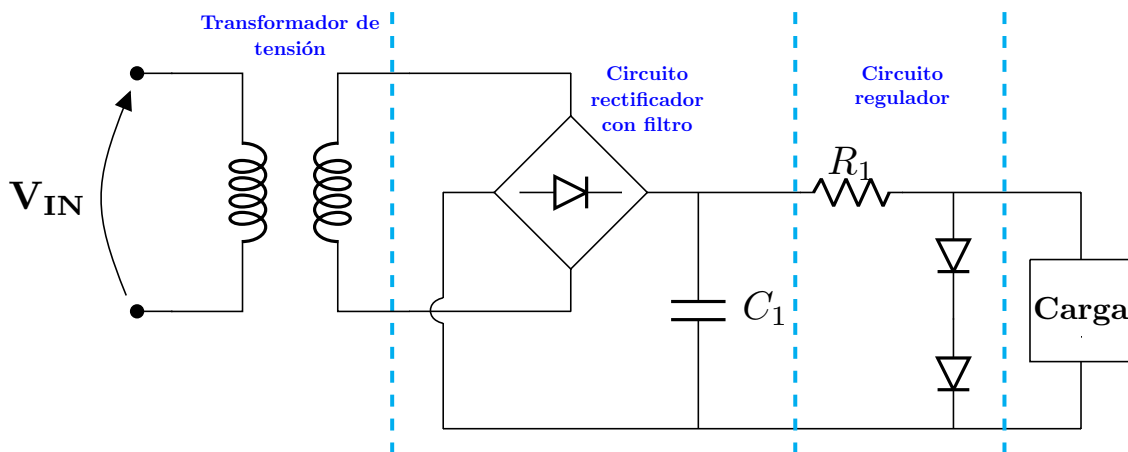 Transformador de
tensión
Circuito
rectificador
con filtro
Circuito
regulador
V_IN
R_1
C_1
Carga